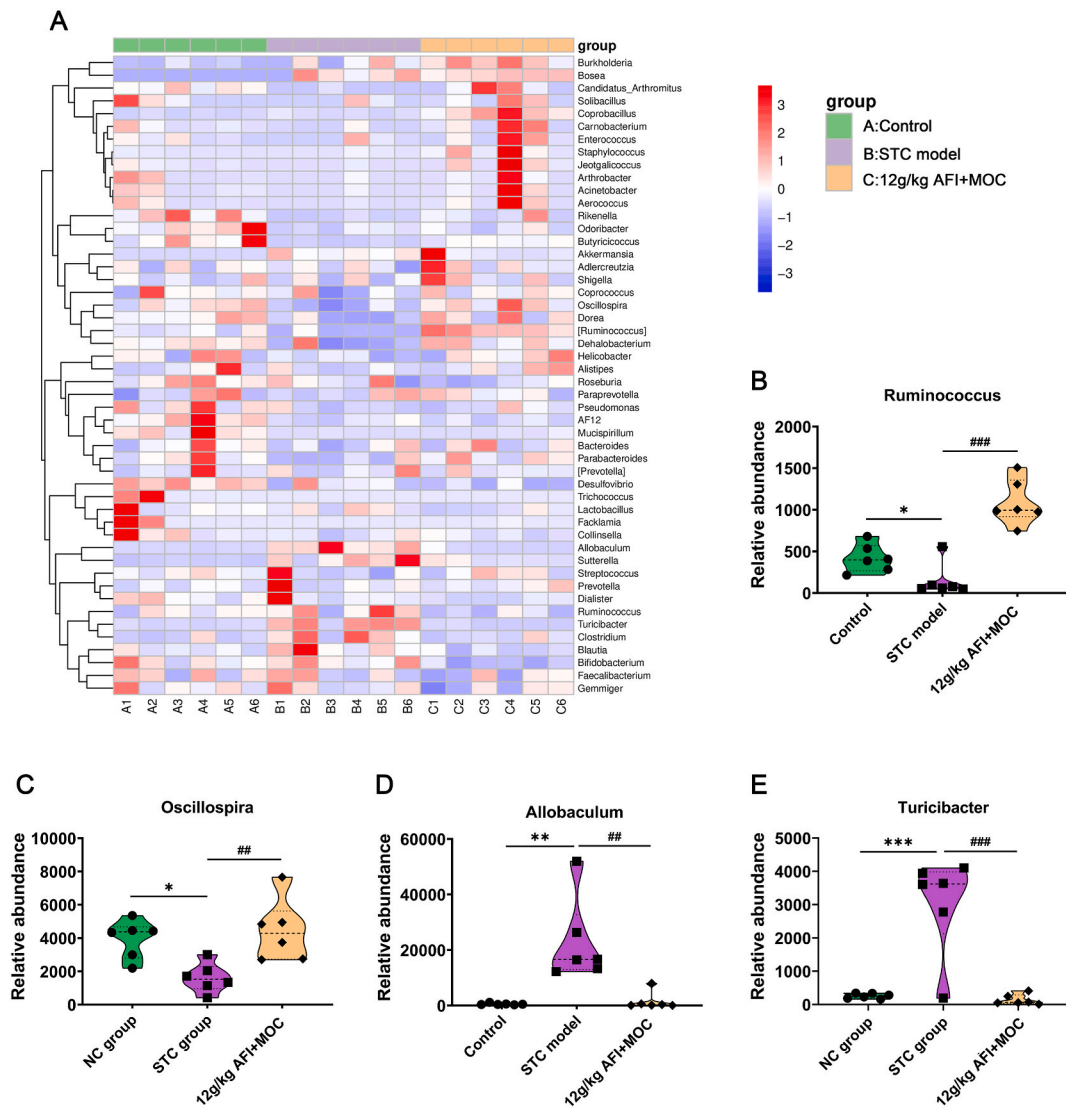 A
group
Burkholderia
Bosea
Candidatus_Arthromitus
Solibacillus
Coprobacillus
Carnobacterium
Enterococcus
Staphylococcus
Jeotgalicoccus
Arthrobacter
Acinetobacter
Aerococcus
Rikenella
Odoribacter
Butyricicoccus
Akkermansia
Adlercreutzia
Shigella
Coprococcus
Oscillospira
Dorea
[Ruminococcus]
Dehalobacterium
Helicobacter
Alistipes
Roseburia
Paraprevotella
Pseudomonas
AF12
Mucispirillum
Bacteroides
Parabacteroides
[Prevotella]
Desulfovibrio
Trichococcus
Lactobacillus
Facklamia
Collinsella
Allobaculum
Sutterella
Streptococcus
Prevotella
Dialister
Ruminococcus
Turicibacter
Clostridium
Blautia
Bifidobacterium
Faecalibacterium
Gemmiger
A1 A2 A3 A4 A5 A6 B1 B2 B3 B4 B5 B6 C1 C2 C3 C4 C5 C6
3
2
1
0
−1
−2
−3
group
A:Control
B:STC model
C:12g/kg AFI+MOC
B
Ruminococcus
Relative abundance
2000
1500
1000
500
0
*
###
Control
STC model
12g/kg AFI+MOC
C
Oscillospira
Relative abundance
10000
8000
6000
4000
2000
0
*
##
NC group
STC group
12g/kg AFI+MOC
D
Allobaculum
Relative abundance
60000
40000
20000
0
**
##
Control
STC model
12g/kg AFI+MOC
E
Turicibacter
Relative abundance
5000
4000
3000
2000
1000
0
***
###
NC group
STC group
12g/kg AFI+MOC